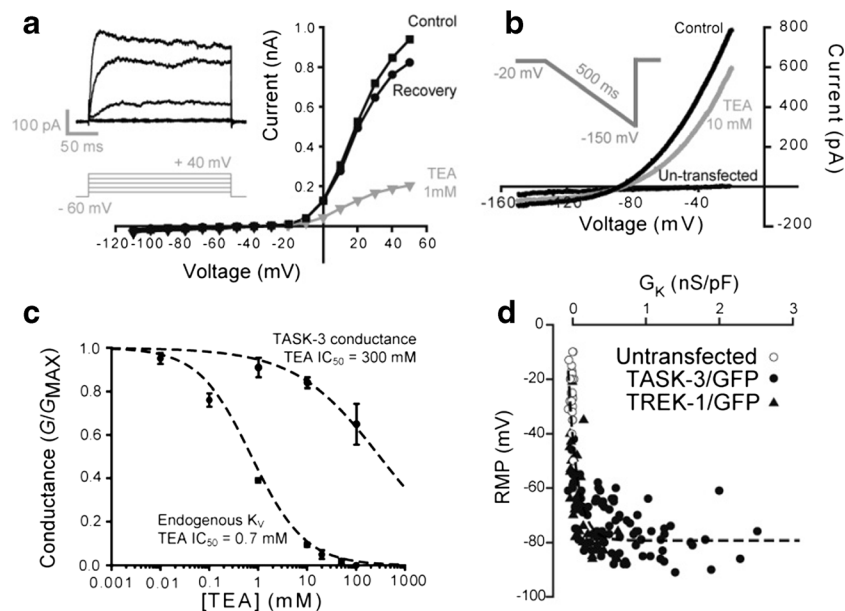 a
Current (nA)
1.0
0.8
0.6
0.4
0.2
Control
Recovery
TEA
1mM
100 pA
50 ms
+ 40 mV
- 60 mV
-120 -100 -80 -60 -40 -20 20 40 60
Voltage (mV)
b
-20 mV
500 ms
-150 mV
Control
TEA
10 mM
Un-transfected
800
600
400
200
-200
Current (pA)
-160 -120 -80 -40
Voltage (mV)
c
Conductance (G/GMAX)
1.0
0.8
0.6
0.4
0.2
0.0
TASK-3 conductance
TEA IC50 = 300 mM
Endogenous KV
TEA IC50 = 0.7 mM
0.001 0.01 0.1 1 10 100 1000
[TEA] (mM)
d
GK (nS/pF)
0 1 2 3
RMP (mV)
0
-20
-40
-60
-80
-100
Untransfected
TASK-3/GFP
TREK-1/GFP